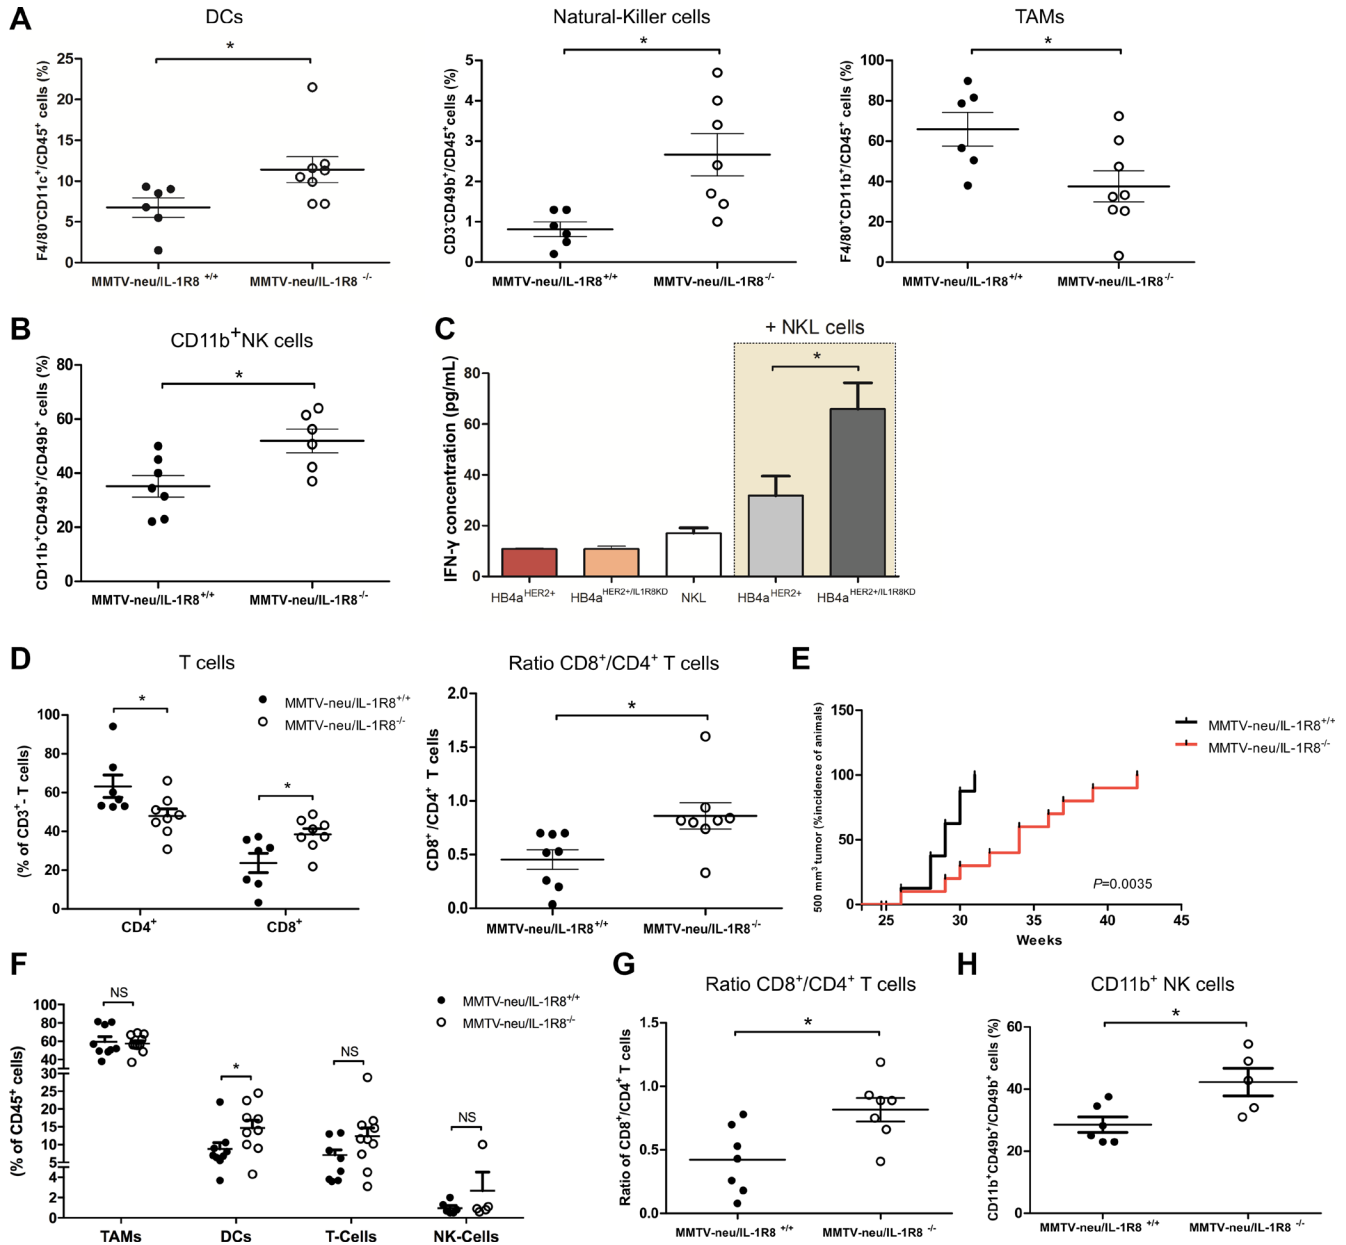 A
DCs
*
F4/80⁻CD11c⁺/CD45⁺ cells (%)
25
20
15
10
5
0
MMTV-neu/IL-1R8 +/+
MMTV-neu/IL-1R8 -/-
Natural-Killer cells
*
CD3⁻CD49b⁺/CD45⁺cells (%)
5
4
3
2
1
0
MMTV-neu/IL-1R8 +/+
MMTV-neu/IL-1R8 -/-
TAMs
*
F4/80⁺CD11b⁺/CD45⁺ cells (%)
100
80
60
40
20
0
MMTV-neu/IL-1R8 +/+
MMTV-neu/IL-1R8 -/-
B
CD11b⁺NK cells
*
CD11b⁺CD49b⁺/CD49b⁺ cells (%)
80
60
40
20
0
MMTV-neu/IL-1R8+/+
MMTV-neu/IL-1R8-/-
C
+ NKL cells
*
IFN-γ concentration (pg/mL)
80
60
40
20
0
HB4a HER2+
HB4a HER2+/IL1R8KD
NKL
HB4a HER2+
HB4a HER2+/IL1R8KD
D
T cells
MMTV-neu/IL-1R8+/+
MMTV-neu/IL-1R8-/-
*
*
(% of CD3⁺- T cells)
100
80
60
40
20
0
CD4⁺
CD8⁺
Ratio CD8⁺/CD4⁺ T cells
*
CD8⁺/CD4⁺ T cells
2.0
1.5
1.0
0.5
0.0
MMTV-neu/IL-1R8+/+
MMTV-neu/IL-1R8-/-
E
500 mm³ tumor (%incidence of animals)
150
100
50
0
MMTV-neu/IL-1R8+/+
MMTV-neu/IL-1R8-/-
P=0.0035
25
30
35
40
45
Weeks
F
MMTV-neu/IL-1R8+/+
MMTV-neu/IL-1R8-/-
NS
*
NS
NS
(% of CD45⁺ cells)
100
80
60
40
30
25
20
15
10
5
4
2
0
TAMs
DCs
T-Cells
NK-Cells
G
Ratio CD8⁺/CD4⁺ T cells
*
Ratio of CD8⁺/CD4⁺ T cells
1.5
1.0
0.5
0.0
MMTV-neu/IL-1R8 +/+
MMTV-neu/IL-1R8 -/-
H
CD11b⁺ NK cells
*
CD11b⁺CD49b⁺/CD49b⁺ cells (%)
60
40
20
0
MMTV-neu/IL-1R8 +/+
MMTV-neu/IL-1R8 -/-